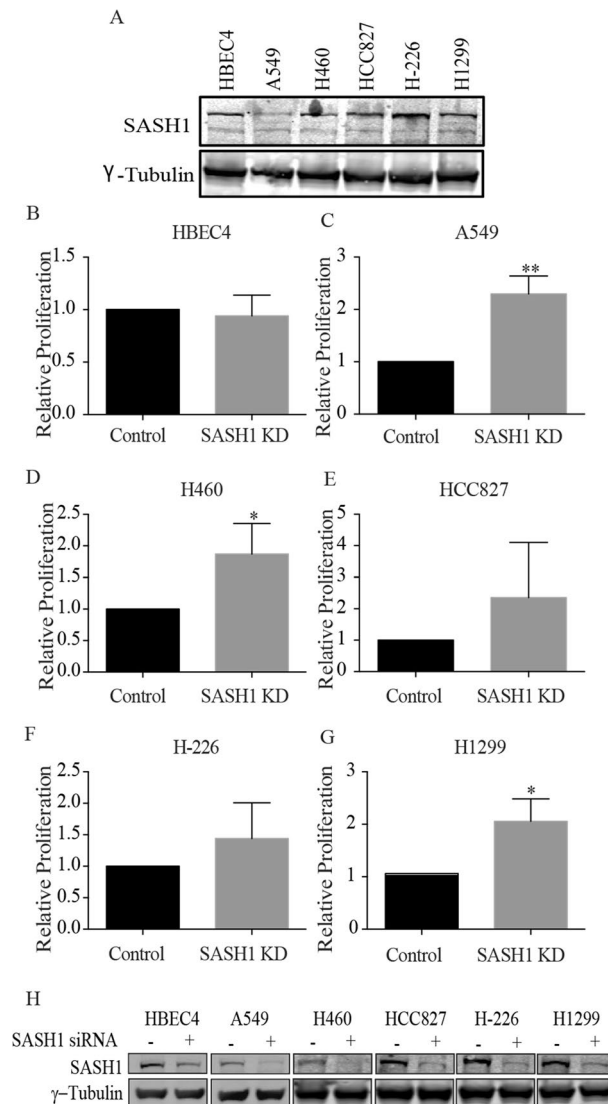 A
HBEC4 A549 H460 HCC827 H-226 H1299
SASH1
γ-Tubulin
B
HBEC4
Relative Proliferation
1.5
1.0
0.5
0.0
Control SASH1 KD
C
A549
Relative Proliferation
3
2
1
0
**
Control SASH1 KD
D
H460
Relative Proliferation
2.5
2.0
1.5
1.0
0.5
0.0
*
Control SASH1 KD
E
HCC827
Relative Proliferation
5
4
3
2
1
0
Control SASH1 KD
F
H-226
Relative Proliferation
2.5
2.0
1.5
1.0
0.5
0.0
Control SASH1 KD
G
H1299
Relative Proliferation
3
2
1
0
*
Control SASH1 KD
H
HBEC4 A549 H460 HCC827 H-226 H1299
SASH1 siRNA - + - + - + - + - + - +
SASH1
γ–Tubulin